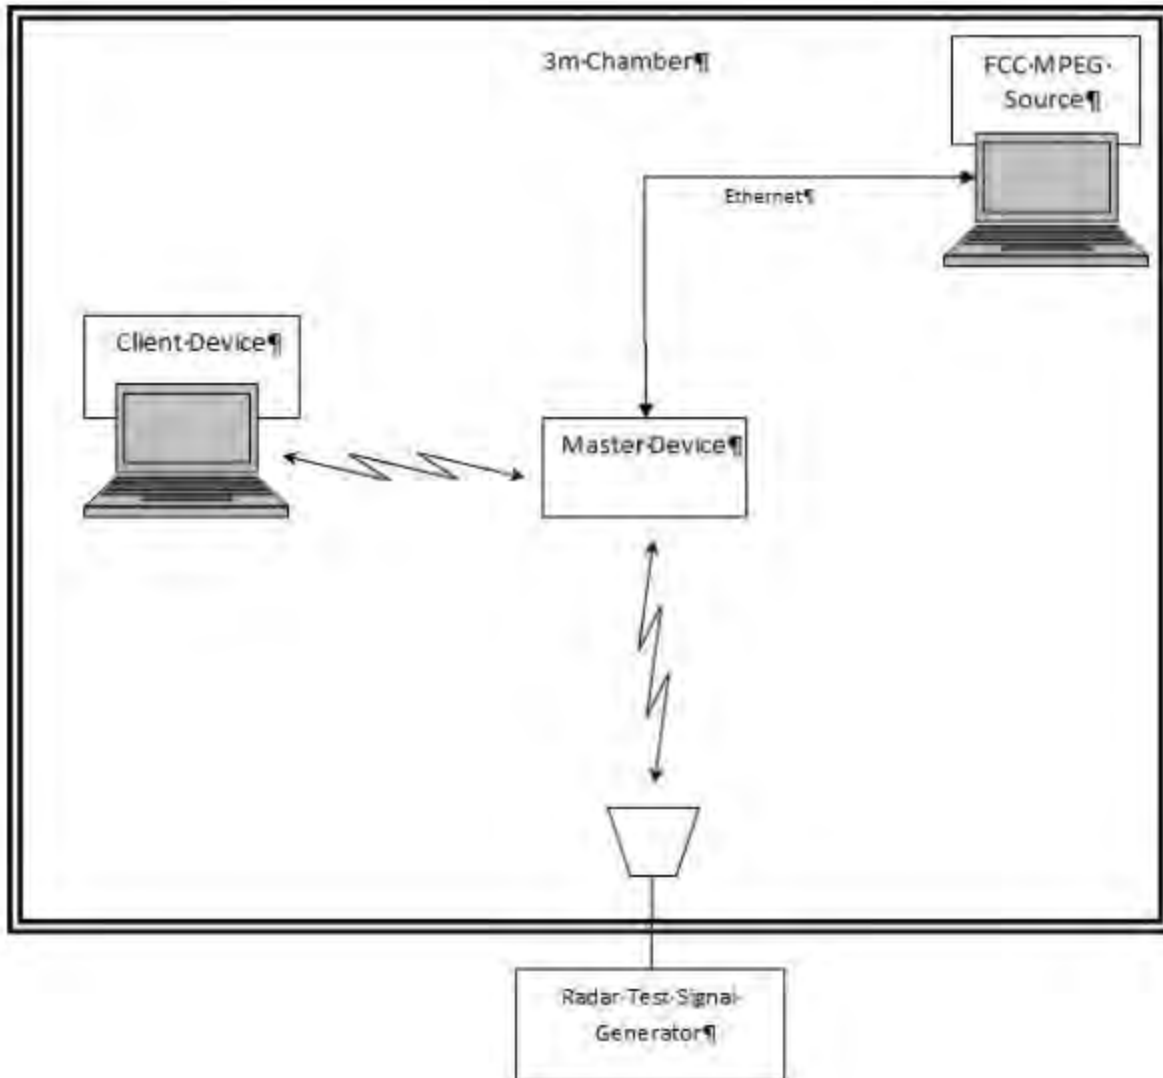 3m·Chamber¶
FCC·MPEG·
Source¶
Ethernet¶
Client·Device¶
Master·Device¶
Radar·Test·Signal·
Generator¶